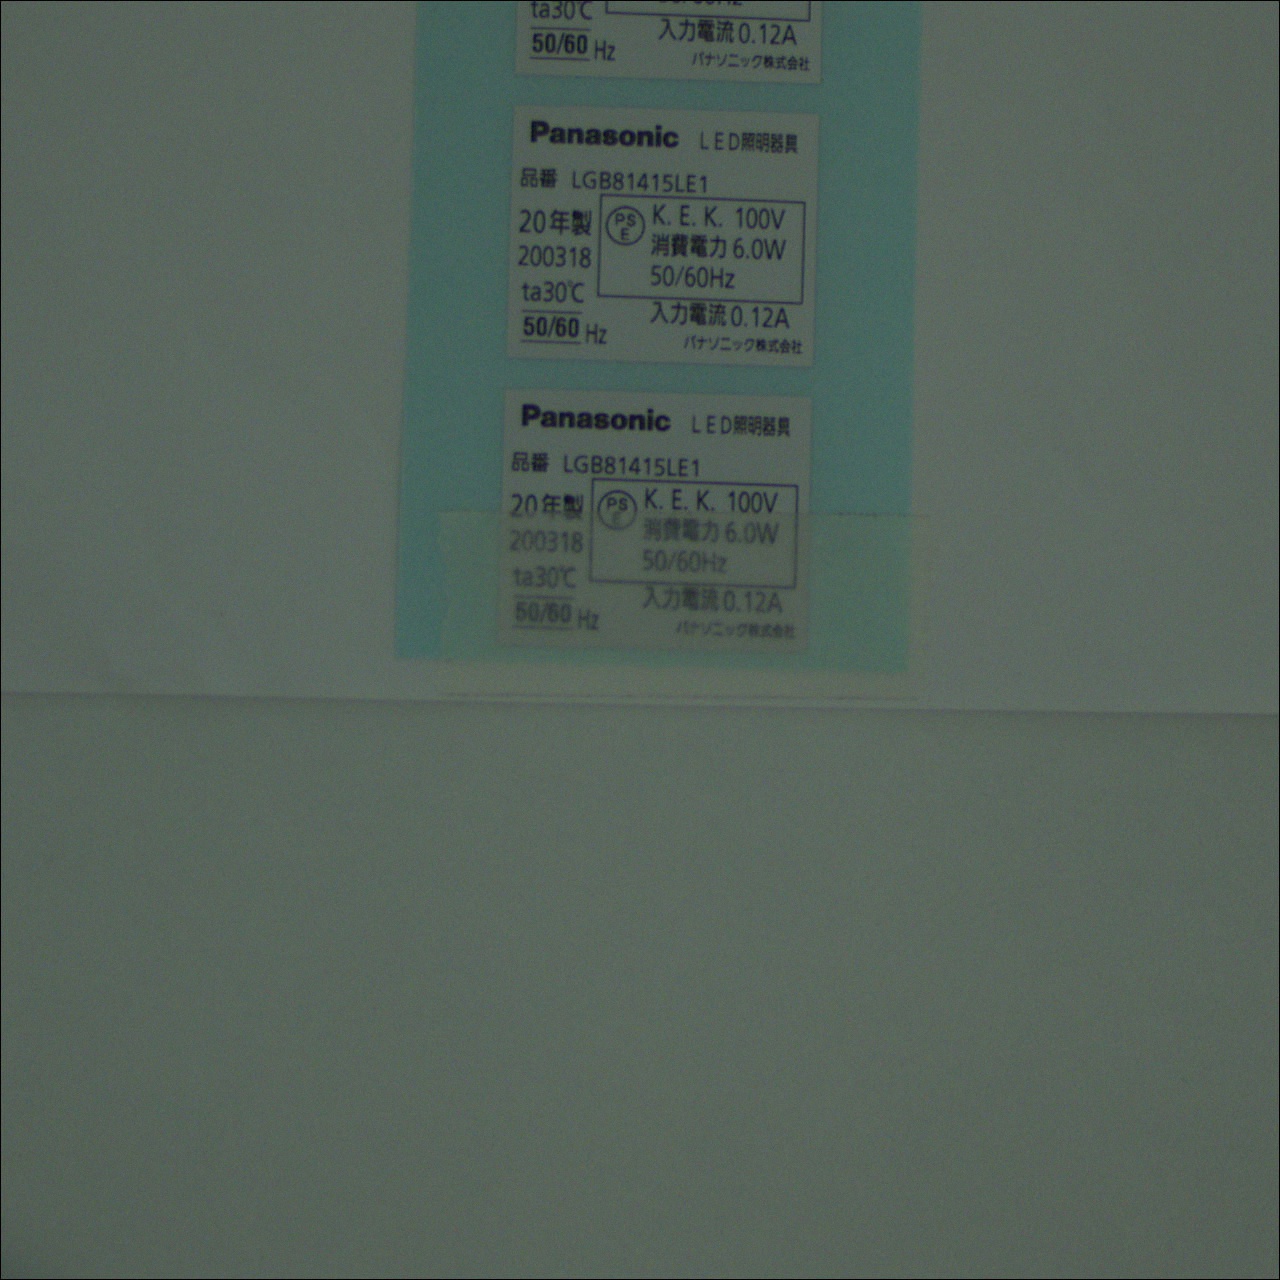 ta30℃
50/60 Hz
入力電流0.12A
パナソニック株式会社
Panasonic LED照明器具
品番 LGB81415LE1
20年製
200318
ta30℃
50/60 Hz
PS
E
K. E. K. 100V
消費電力6.0W
50/60Hz
入力電流0.12A
パナソニック株式会社
Panasonic LED照明器具
品番 LGB81415LE1
20年製
200318
ta30℃
50/60 Hz
PS
E
K. E. K. 100V
消費電力6.0W
50/60Hz
入力電流0.12A
パナソニック株式会社